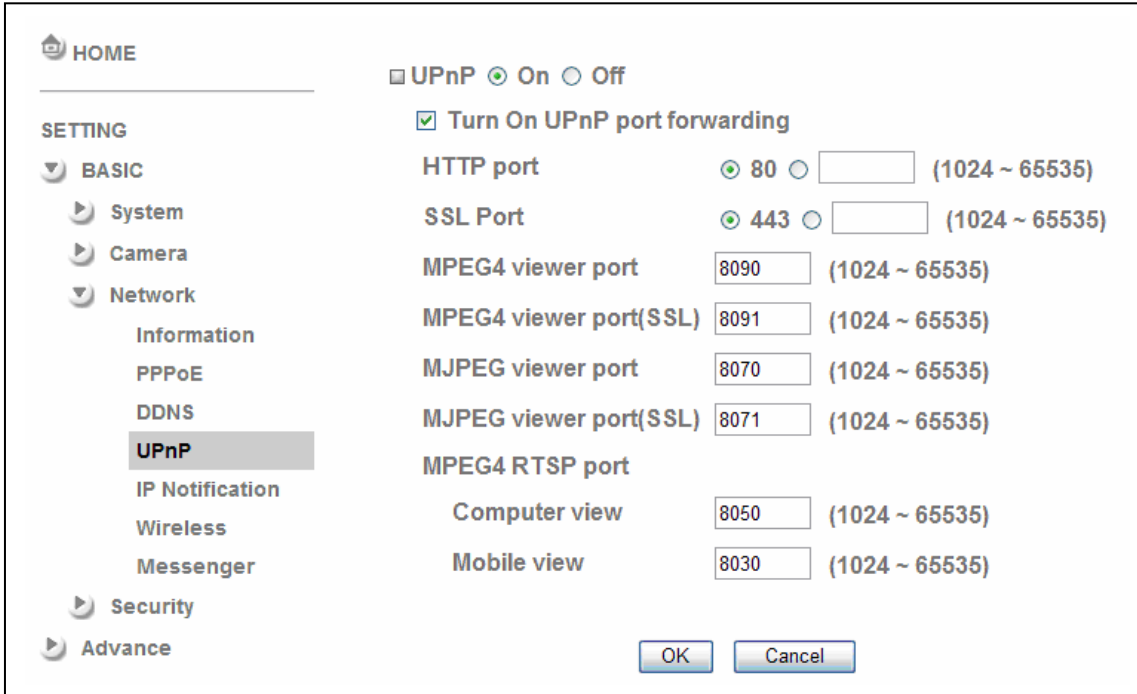 HOME
SETTING
BASIC
System
Camera
Network
Information
PPPoE
DDNS
UPnP
IP Notification
Wireless
Messenger
Security
Advance
UPnP On Off
Turn On UPnP port forwarding
HTTP port 80 (1024 ~ 65535)
SSL Port 443 (1024 ~ 65535)
MPEG4 viewer port 8090 (1024 ~ 65535)
MPEG4 viewer port(SSL) 8091 (1024 ~ 65535)
MJPEG viewer port 8070 (1024 ~ 65535)
MJPEG viewer port(SSL) 8071 (1024 ~ 65535)
MPEG4 RTSP port
Computer view 8050 (1024 ~ 65535)
Mobile view 8030 (1024 ~ 65535)
OK Cancel